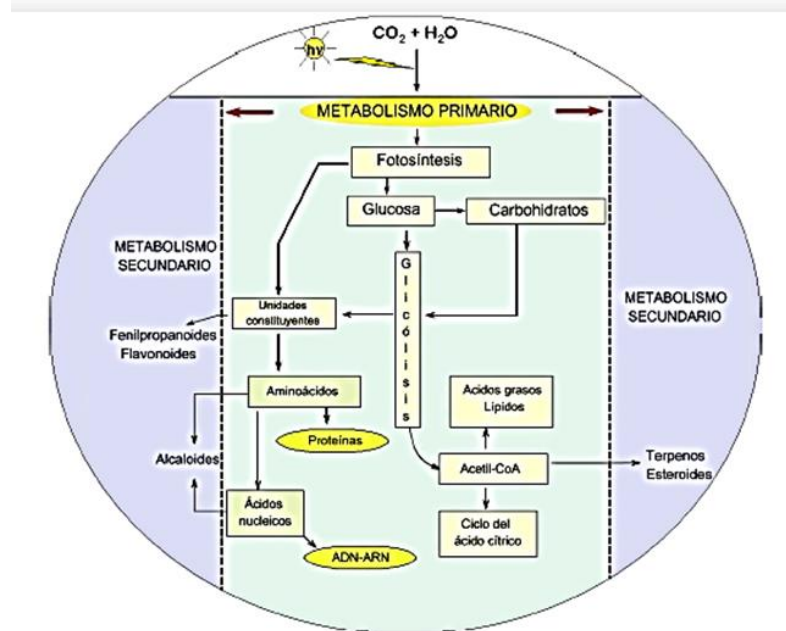 CO₂ + H₂O
hν
METABOLISMO PRIMARIO
Fotosíntesis
Glucosa
Carbohidratos
METABOLISMO
SECUNDARIO
G
l
i
c
ó
l
i
s
i
s
METABOLISMO
SECUNDARIO
Unidades
constituyentes
Fenilpropanoides
Flavonoides
Aminoácidos
Acidos grasos
Lípidos
Proteínas
Alcaloides
Acetil-CoA
Terpenos
Esteroides
Ácidos
nucleicos
Ciclo del
ácido cítrico
ADN-ARN